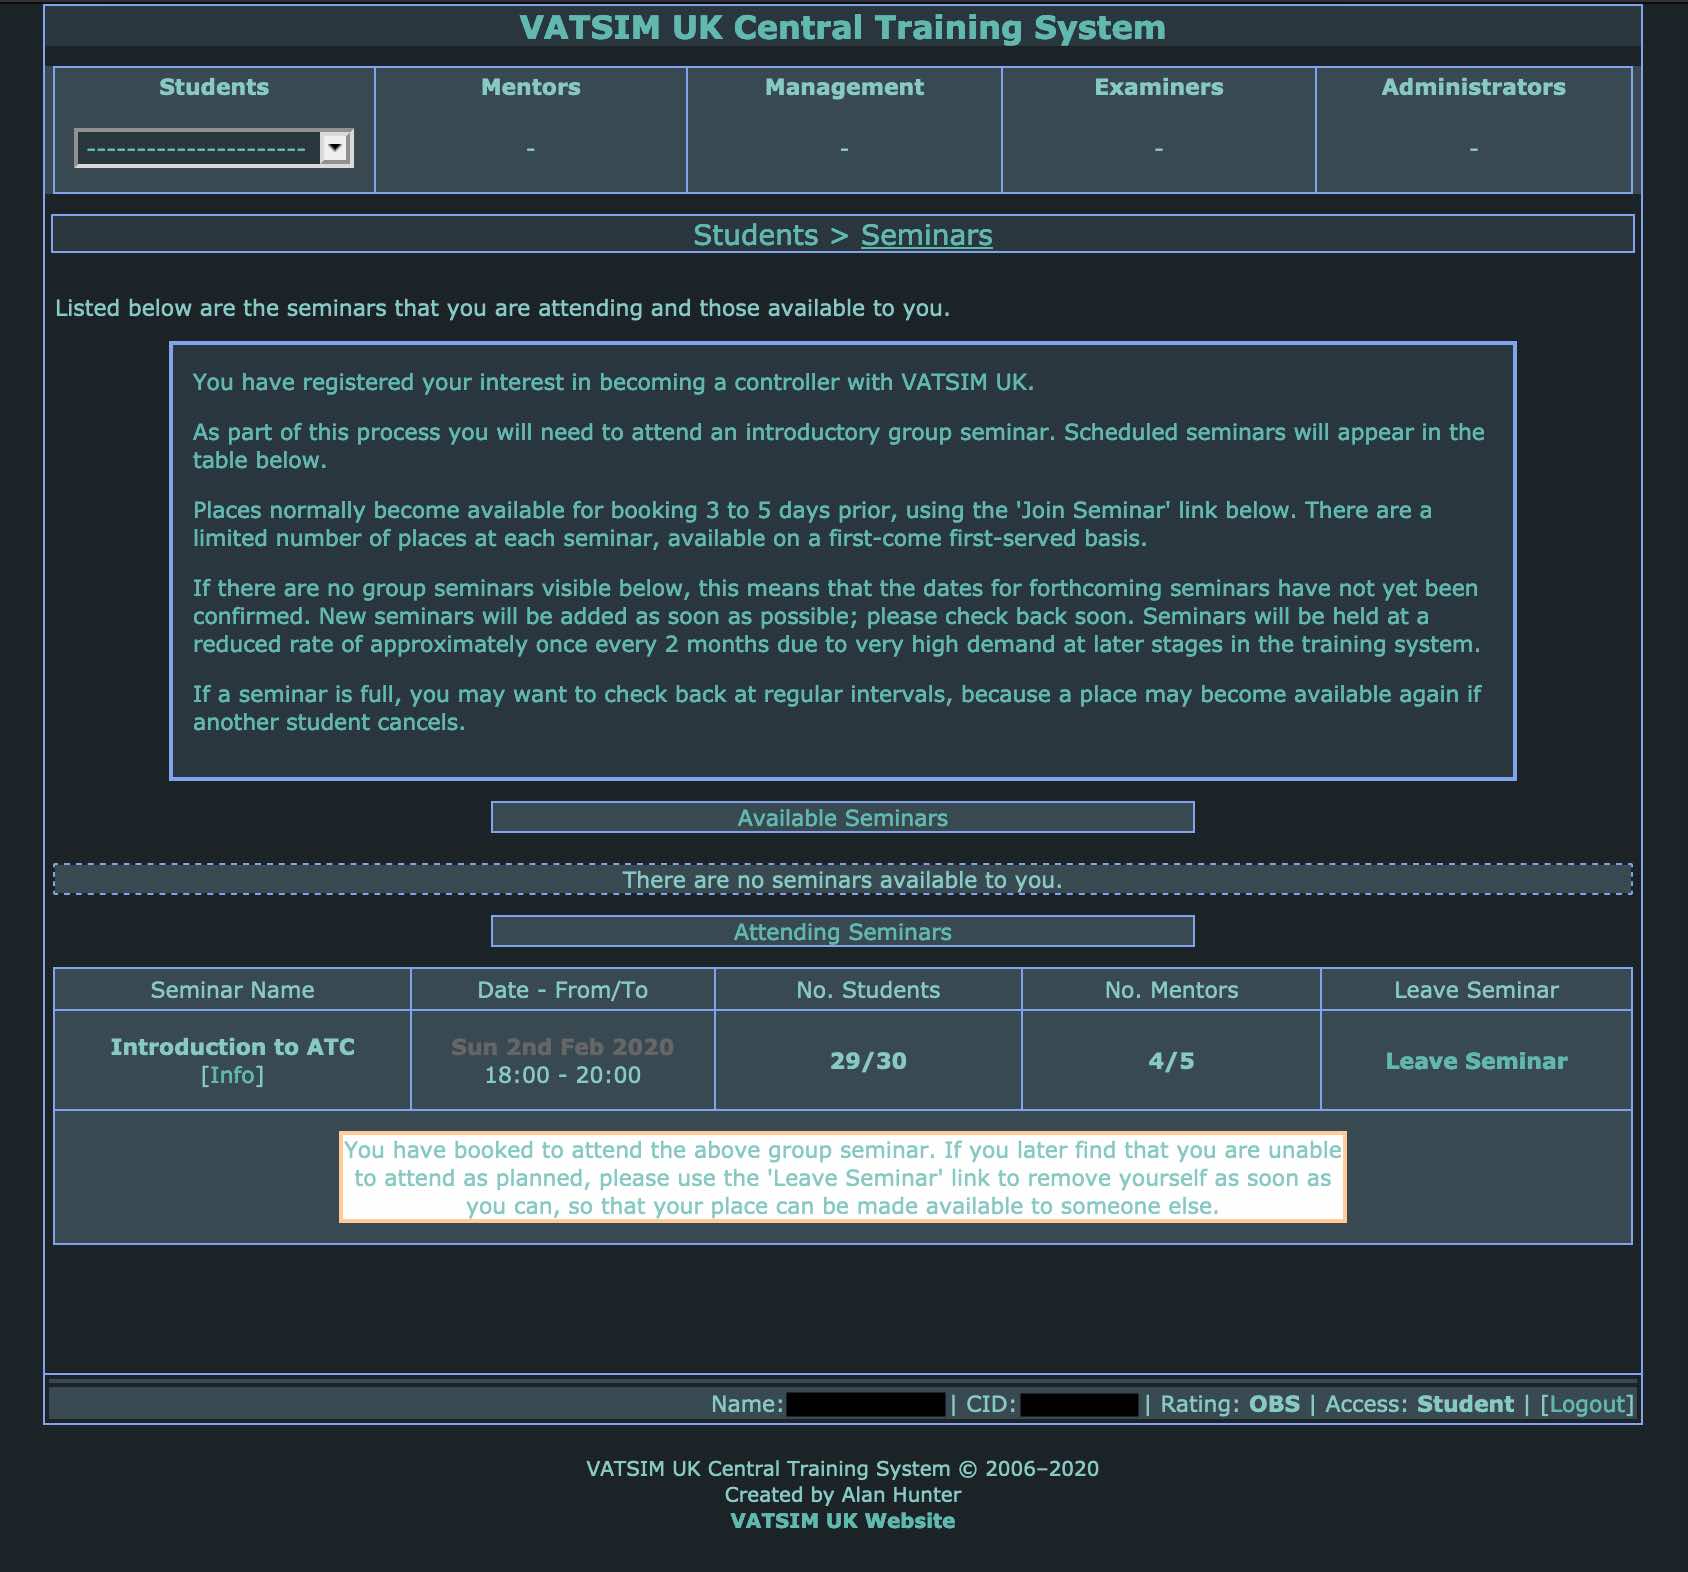 VATSIM UK Central Training System
Students Mentors Management Examiners Administrators
---------------------- - - - -
Students > Seminars
Listed below are the seminars that you are attending and those available to you.
You have registered your interest in becoming a controller with VATSIM UK.
As part of this process you will need to attend an introductory group seminar. Scheduled seminars will appear in the
table below.
Places normally become available for booking 3 to 5 days prior, using the 'Join Seminar' link below. There are a
limited number of places at each seminar, available on a first-come first-served basis.
If there are no group seminars visible below, this means that the dates for forthcoming seminars have not yet been
confirmed. New seminars will be added as soon as possible; please check back soon. Seminars will be held at a
reduced rate of approximately once every 2 months due to very high demand at later stages in the training system.
If a seminar is full, you may want to check back at regular intervals, because a place may become available again if
another student cancels.
Available Seminars
There are no seminars available to you.
Attending Seminars
Seminar Name Date - From/To No. Students No. Mentors Leave Seminar
Introduction to ATC Sun 2nd Feb 2020 29/30 4/5 Leave Seminar
[Info] 18:00 - 20:00
You have booked to attend the above group seminar. If you later find that you are unable
to attend as planned, please use the 'Leave Seminar' link to remove yourself as soon as
you can, so that your place can be made available to someone else.
Name: | CID: | Rating: OBS | Access: Student | [Logout]
VATSIM UK Central Training System © 2006–2020
Created by Alan Hunter
VATSIM UK Website